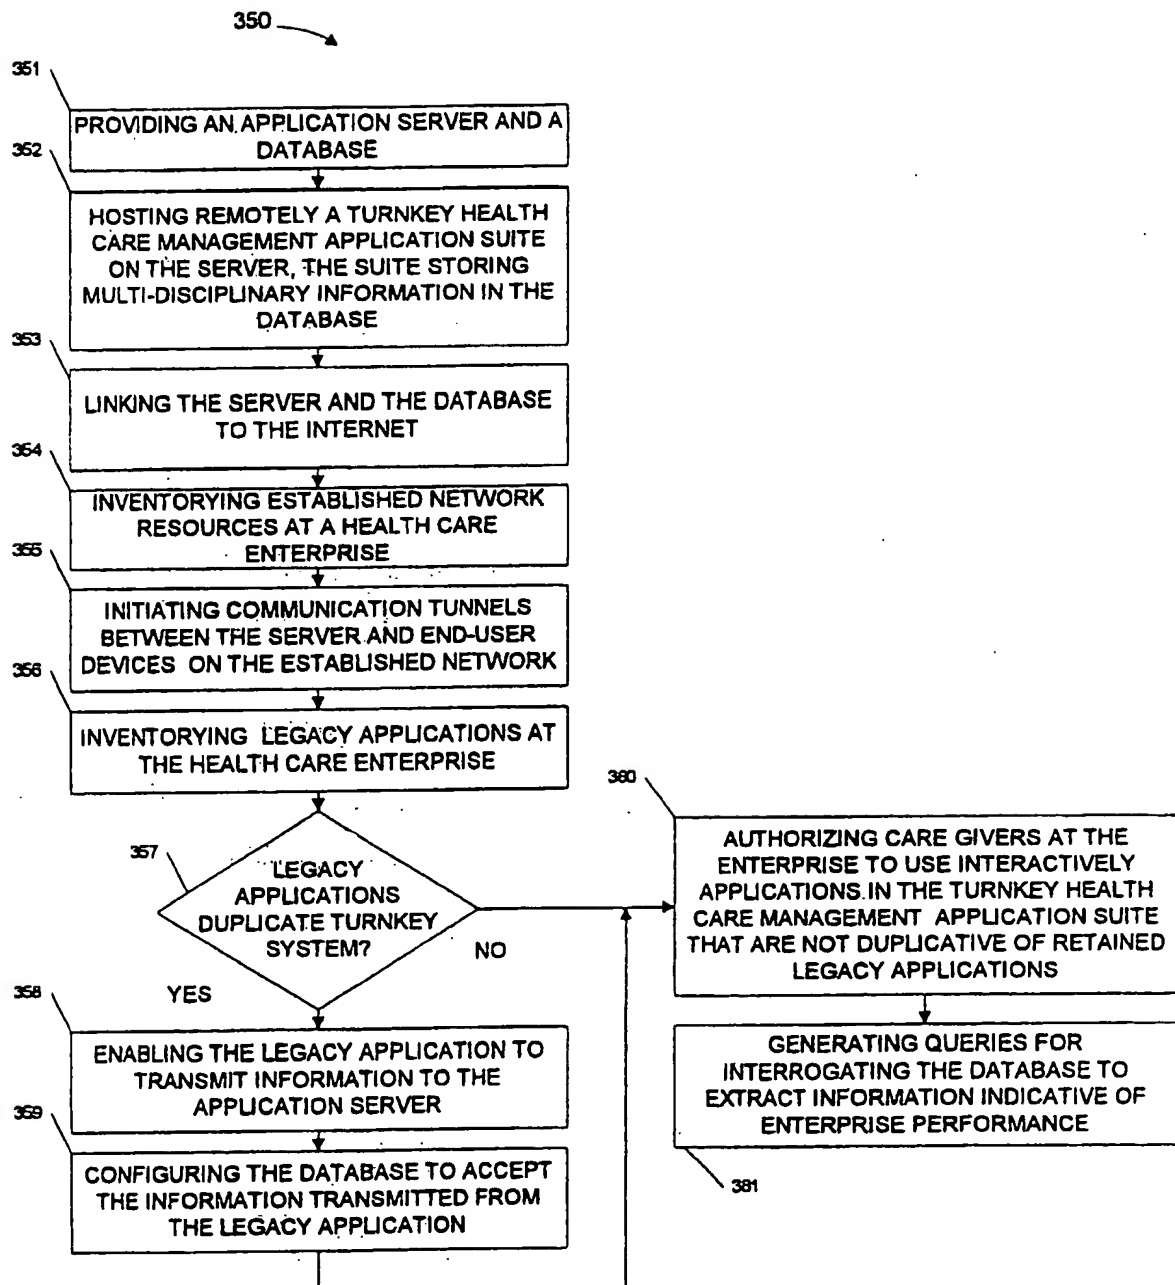 350
351
PROVIDING AN APPLICATION SERVER AND A
DATABASE
352
HOSTING REMOTELY A TURNKEY HEALTH
CARE MANAGEMENT APPLICATION SUITE
ON THE SERVER, THE SUITE STORING
MULTI-DISCIPLINARY INFORMATION IN THE
DATABASE
353
LINKING THE SERVER AND THE DATABASE
TO THE INTERNET
354
INVENTORYING ESTABLISHED NETWORK
RESOURCES AT A HEALTH CARE
ENTERPRISE
355
INITIATING COMMUNICATION TUNNELS
BETWEEN THE SERVER AND END-USER
DEVICES ON THE ESTABLISHED NETWORK
356
INVENTORYING LEGACY APPLICATIONS AT
THE HEALTH CARE ENTERPRISE
357
LEGACY
APPLICATIONS
DUPLICATE TURNKEY
SYSTEM?
NO
YES
358
ENABLING THE LEGACY APPLICATION TO
TRANSMIT INFORMATION TO THE
APPLICATION SERVER
359
CONFIGURING THE DATABASE TO ACCEPT
THE INFORMATION TRANSMITTED FROM
THE LEGACY APPLICATION
360
AUTHORIZING CARE GIVERS AT THE
ENTERPRISE TO USE INTERACTIVELY
APPLICATIONS IN THE TURNKEY HEALTH
CARE MANAGEMENT APPLICATION SUITE
THAT ARE NOT DUPLICATIVE OF RETAINED
LEGACY APPLICATIONS
GENERATING QUERIES FOR
INTERROGATING THE DATABASE TO
EXTRACT INFORMATION INDICATIVE OF
ENTERPRISE PERFORMANCE
361